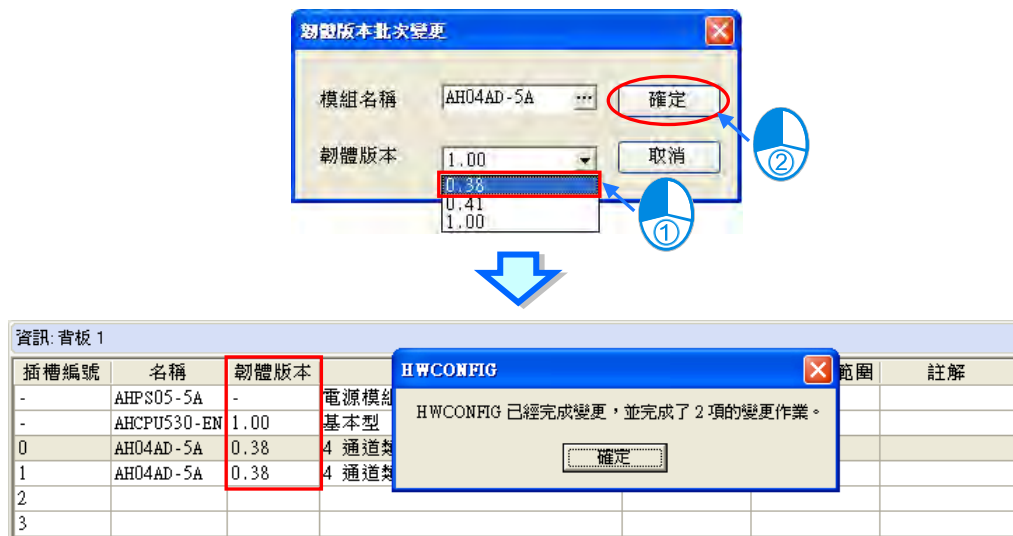 韌體版本批次變更
模組名稱 AH04AD-5A ... 確定
②
韌體版本 1.00 取消
0.38
0.41
1.00
①
資訊: 背板 1
插槽編號 名稱 韌體版本 範圍 註解
HWCONFIG
- AHPS05-5A - 電源模組
- AHCPU530-EN 1.00 基本型
HWCONFIG 已經完成變更，並完成了 2 項的變更作業。
0 AH04AD-5A 0.38 4 通道類
確定
1 AH04AD-5A 0.38 4 通道類
2
3